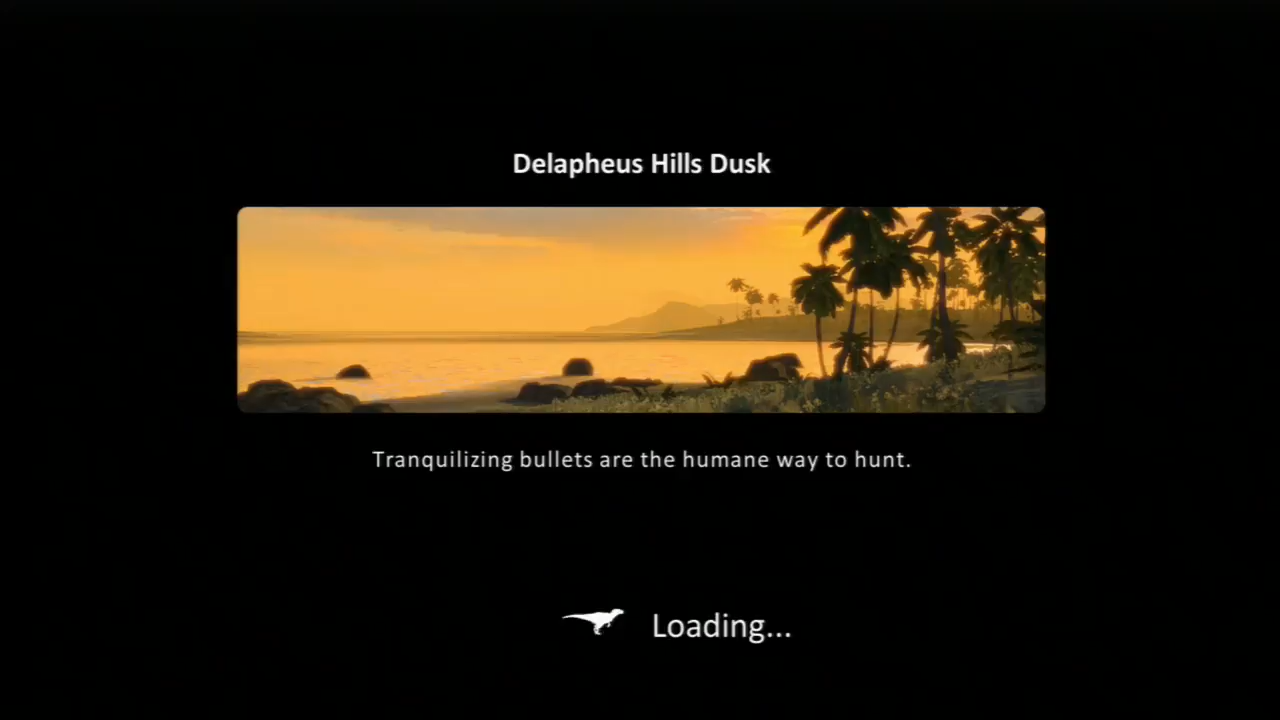 Delapheus Hills Dusk
Tranquilizing bullets are the humane way to hunt.
Loading...